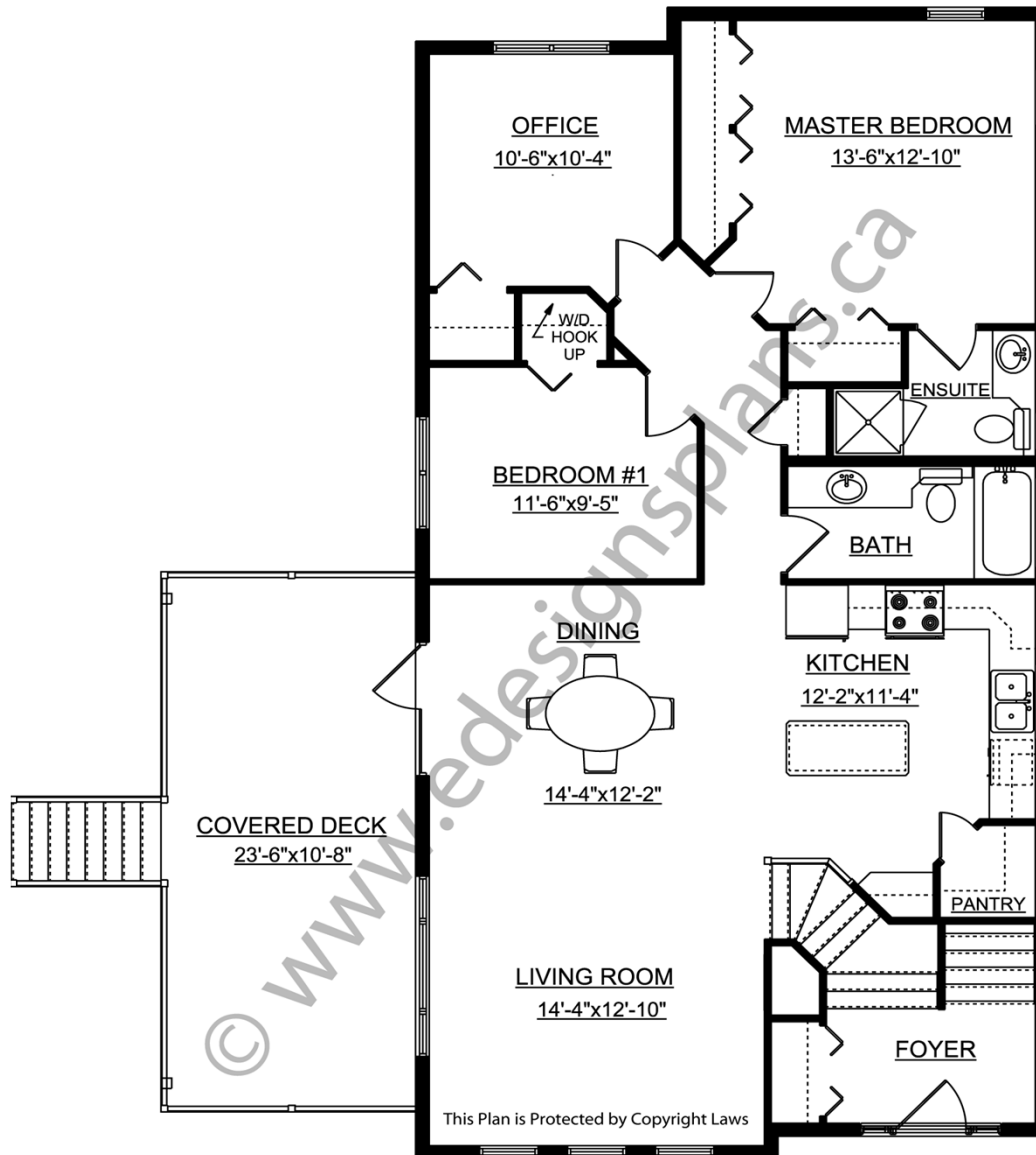 OFFICE
10'-6"x10'-4"
MASTER BEDROOM
13'-6"x12'-10"
W/D
HOOK
UP
ENSUITE
BEDROOM #1
11'-6"x9'-5"
BATH
DINING
14'-4"x12'-2"
KITCHEN
12'-2"x11'-4"
COVERED DECK
23'-6"x10'-8"
PANTRY
LIVING ROOM
14'-4"x12'-10"
FOYER
This Plan is Protected by Copyright Laws
© www.edesignsplans.ca